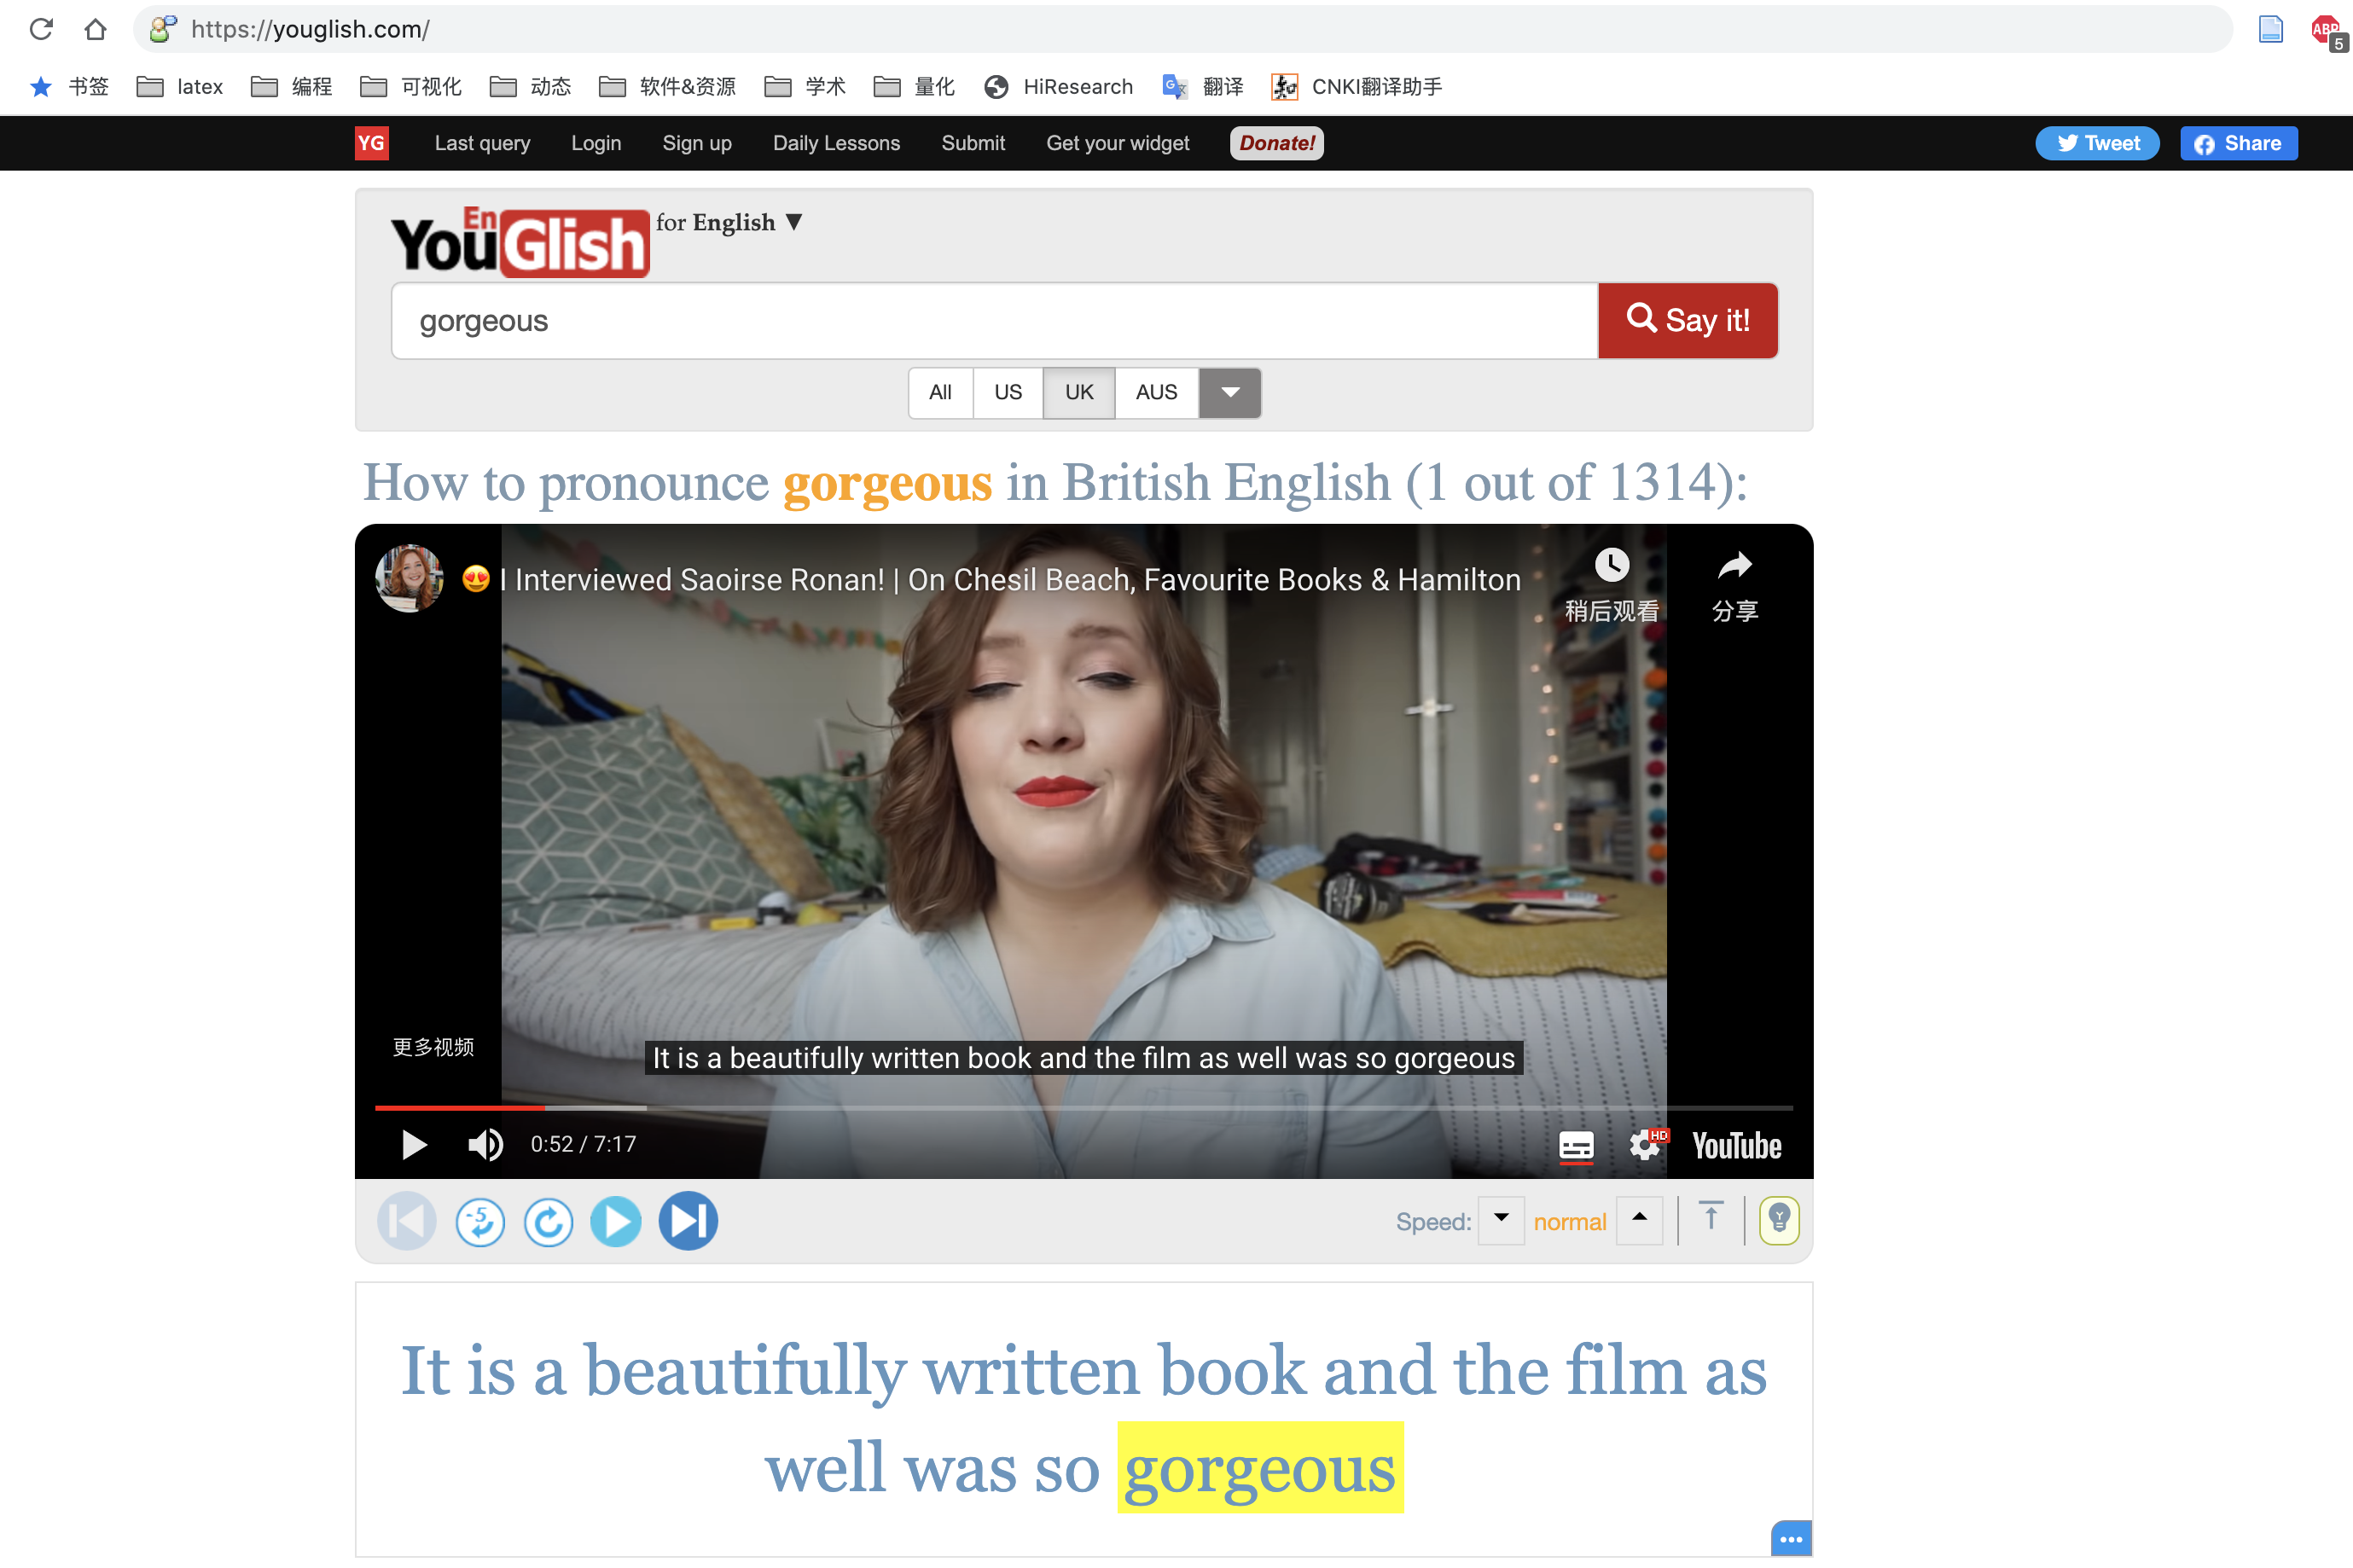 https://youglish.com/
ABP 5
书签 latex 编程 可视化 动态 软件&资源 学术 量化 HiResearch 翻译 CNKI翻译助手
YG Last query Login Sign up Daily Lessons Submit Get your widget Donate! Tweet Share
YouEnGlish for English ▼
gorgeous Say it!
All US UK AUS
How to pronounce gorgeous in British English (1 out of 1314):
😍 I Interviewed Saoirse Ronan! | On Chesil Beach, Favourite Books & Hamilton
稍后观看 分享
更多视频
It is a beautifully written book and the film as well was so gorgeous
0:52 / 7:17 HD YouTube
-5 Speed: normal
It is a beautifully written book and the film as
well was so gorgeous